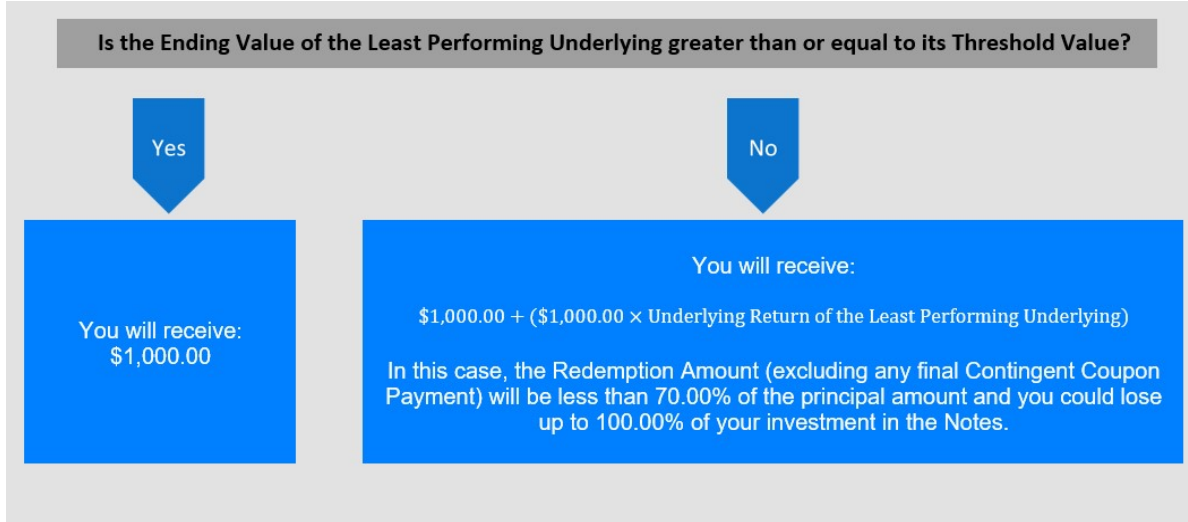 Is the Ending Value of the Least Performing Underlying greater than or equal to its Threshold Value?
Yes
No
You will receive:
$1,000.00
You will receive:
$1,000.00 + ($1,000.00 × Underlying Return of the Least Performing Underlying)
In this case, the Redemption Amount (excluding any final Contingent Coupon
Payment) will be less than 70.00% of the principal amount and you could lose
up to 100.00% of your investment in the Notes.